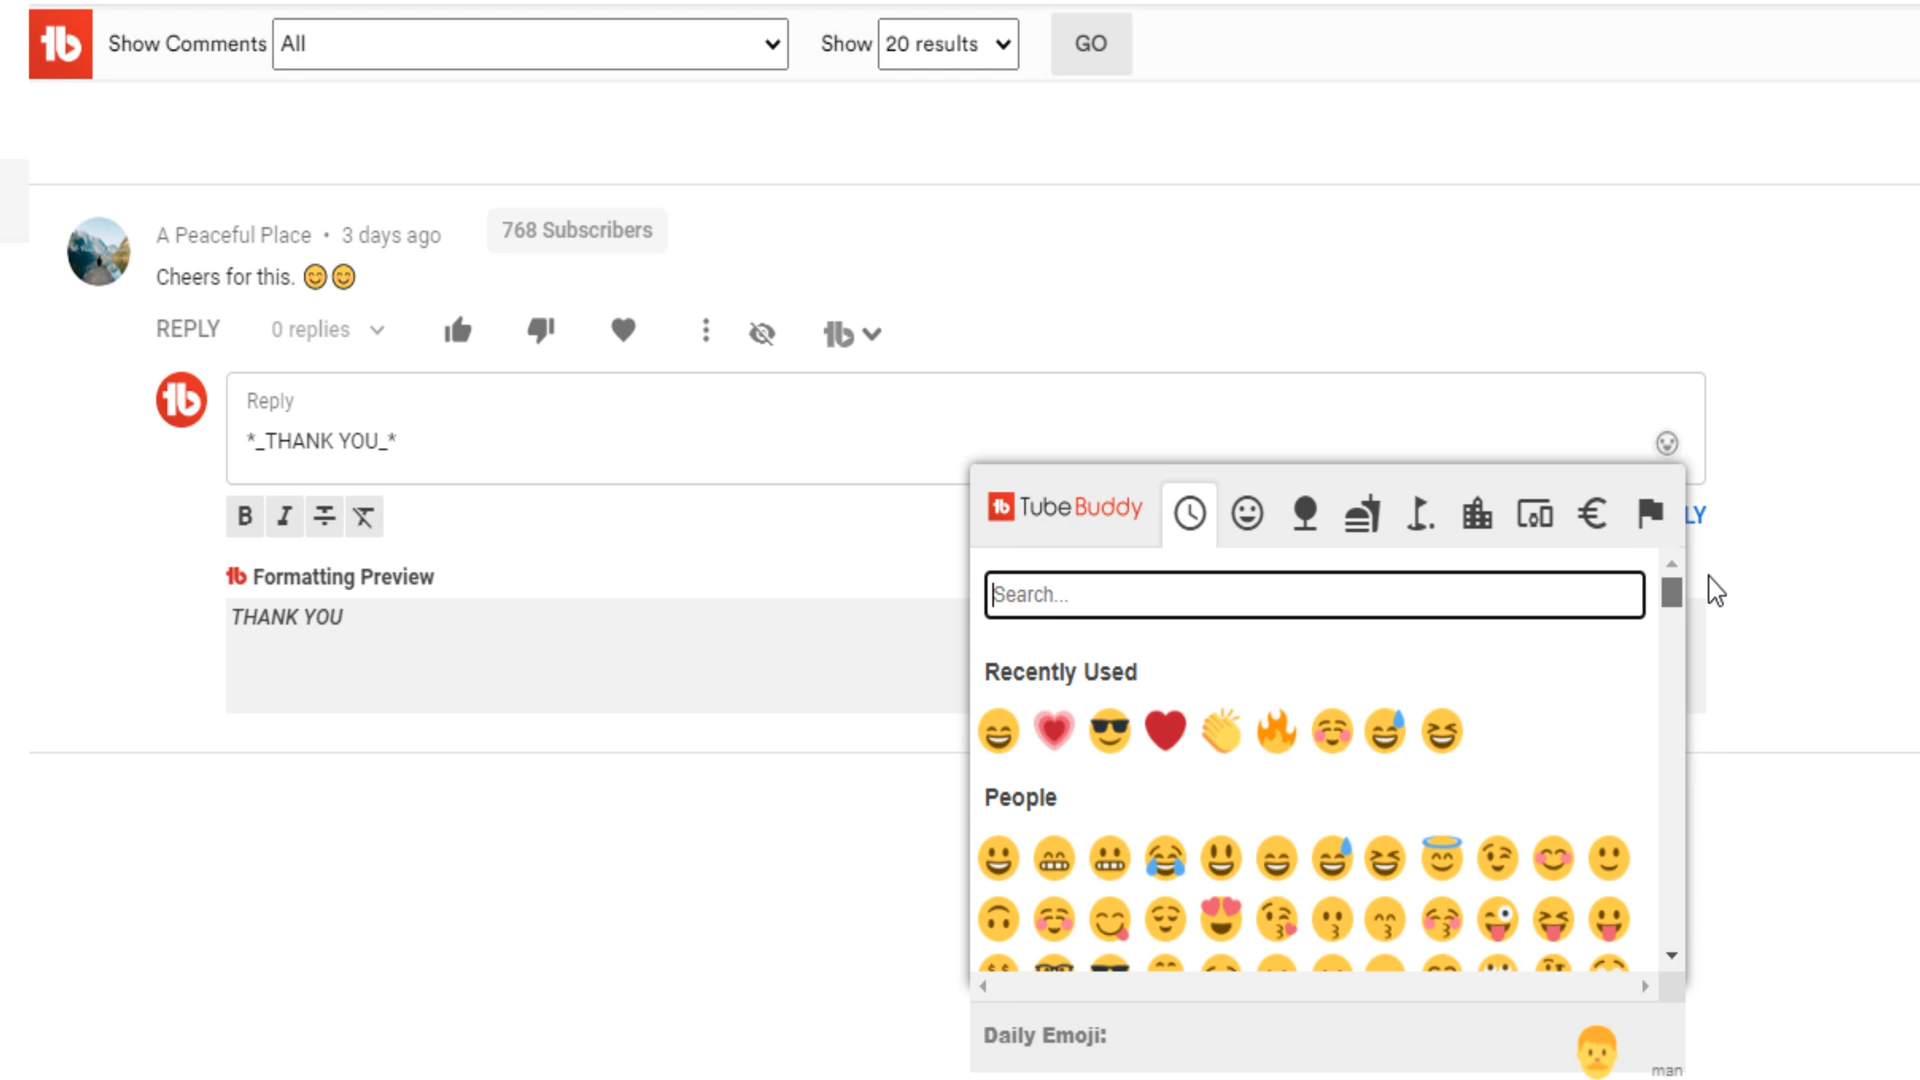 Show Comments All Show 20 results GO
A Peaceful Place • 3 days ago 768 Subscribers
Cheers for this. 😊😊
REPLY 0 replies
Reply
*_THANK YOU_*
B I
TubeBuddy
LY
Formatting Preview
THANK YOU
Search...
Recently Used
People
Daily Emoji:
man